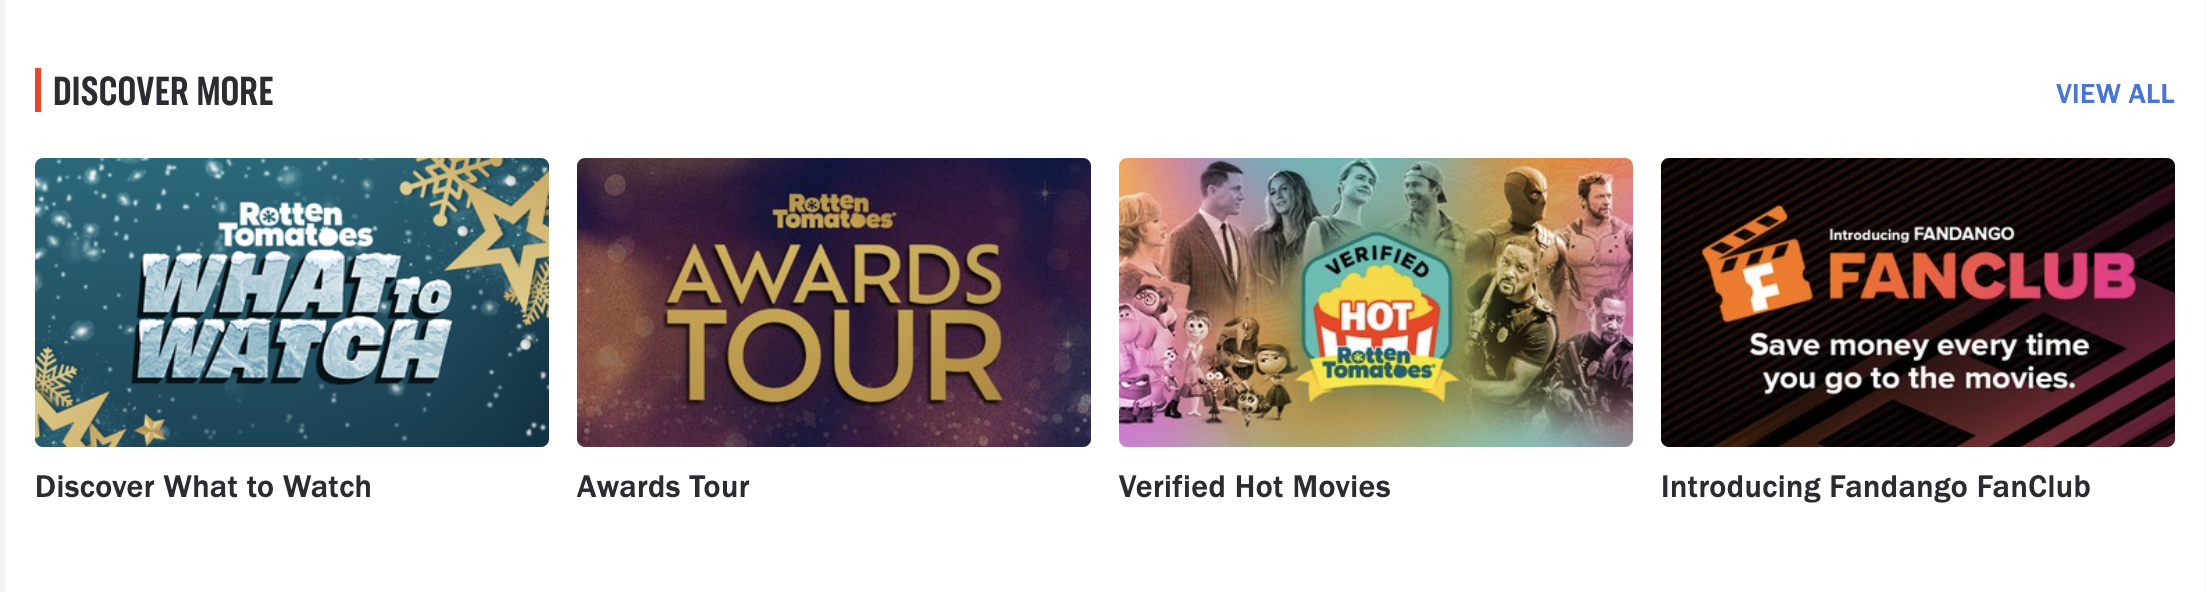 DISCOVER MORE
VIEW ALL
Rotten
Tomatoes
WHAT TO
WATCH
Discover What to Watch
Rotten
Tomatoes
AWARDS
TOUR
Awards Tour
VERIFIED
HOT
Rotten
Tomatoes
Verified Hot Movies
F
Introducing FANDANGO
FANCLUB
Save money every time
you go to the movies.
Introducing Fandango FanClub